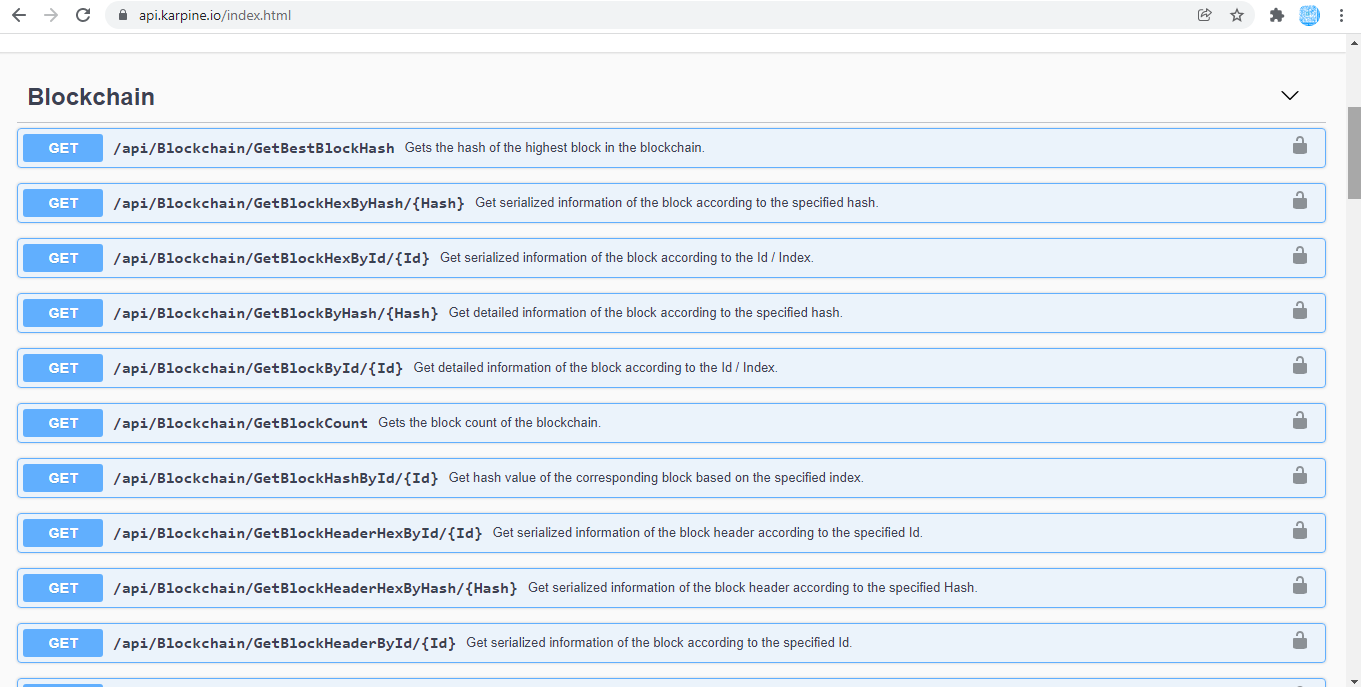 api.karpine.io/index.html
Blockchain
GET /api/Blockchain/GetBestBlockHash Gets the hash of the highest block in the blockchain.
GET /api/Blockchain/GetBlockHexByHash/{Hash} Get serialized information of the block according to the specified hash.
GET /api/Blockchain/GetBlockHexById/{Id} Get serialized information of the block according to the Id / Index.
GET /api/Blockchain/GetBlockByHash/{Hash} Get detailed information of the block according to the specified hash.
GET /api/Blockchain/GetBlockById/{Id} Get detailed information of the block according to the Id / Index.
GET /api/Blockchain/GetBlockCount Gets the block count of the blockchain.
GET /api/Blockchain/GetBlockHashById/{Id} Get hash value of the corresponding block based on the specified index.
GET /api/Blockchain/GetBlockHeaderHexById/{Id} Get serialized information of the block header according to the specified Id.
GET /api/Blockchain/GetBlockHeaderHexByHash/{Hash} Get serialized information of the block header according to the specified Hash.
GET /api/Blockchain/GetBlockHeaderById/{Id} Get serialized information of the block according to the specified Id.